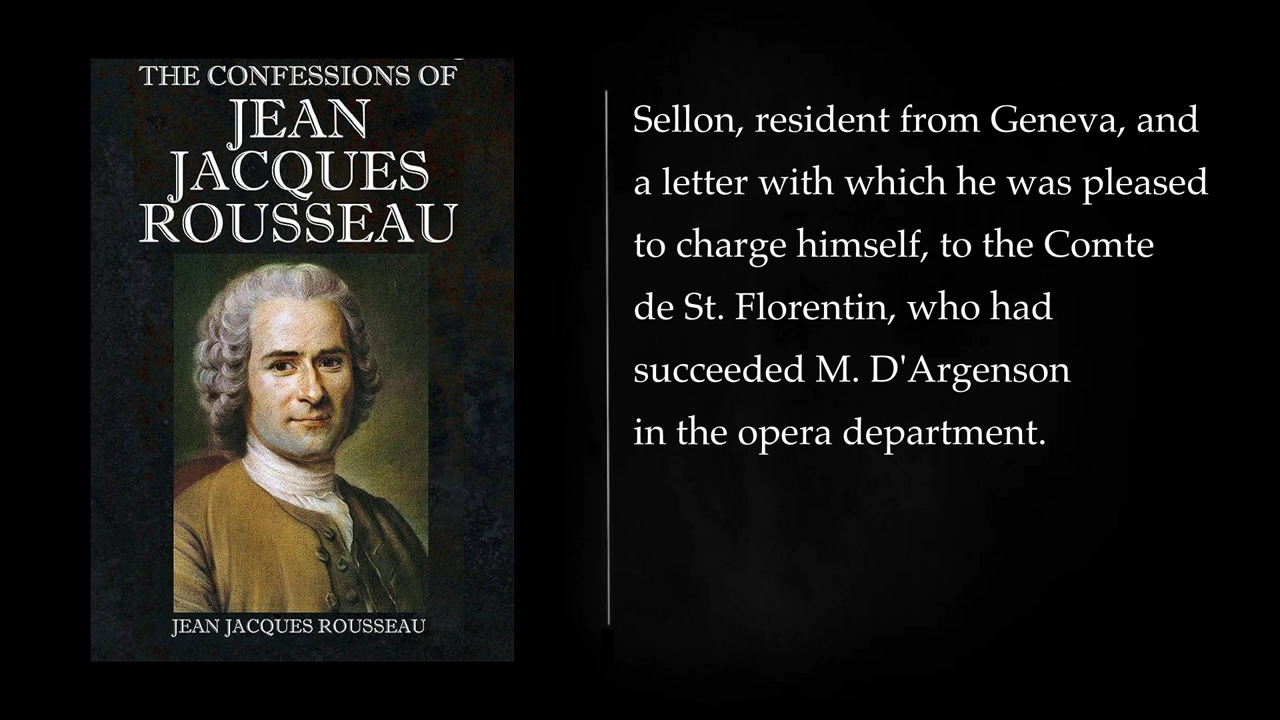 THE CONFESSIONS OF
JEAN
JACQUES
ROUSSEAU
JEAN JACQUES ROUSSEAU
Sellon, resident from Geneva, and
a letter with which he was pleased
to charge himself, to the Comte
de St. Florentin, who had
succeeded M. D'Argenson
in the opera department.